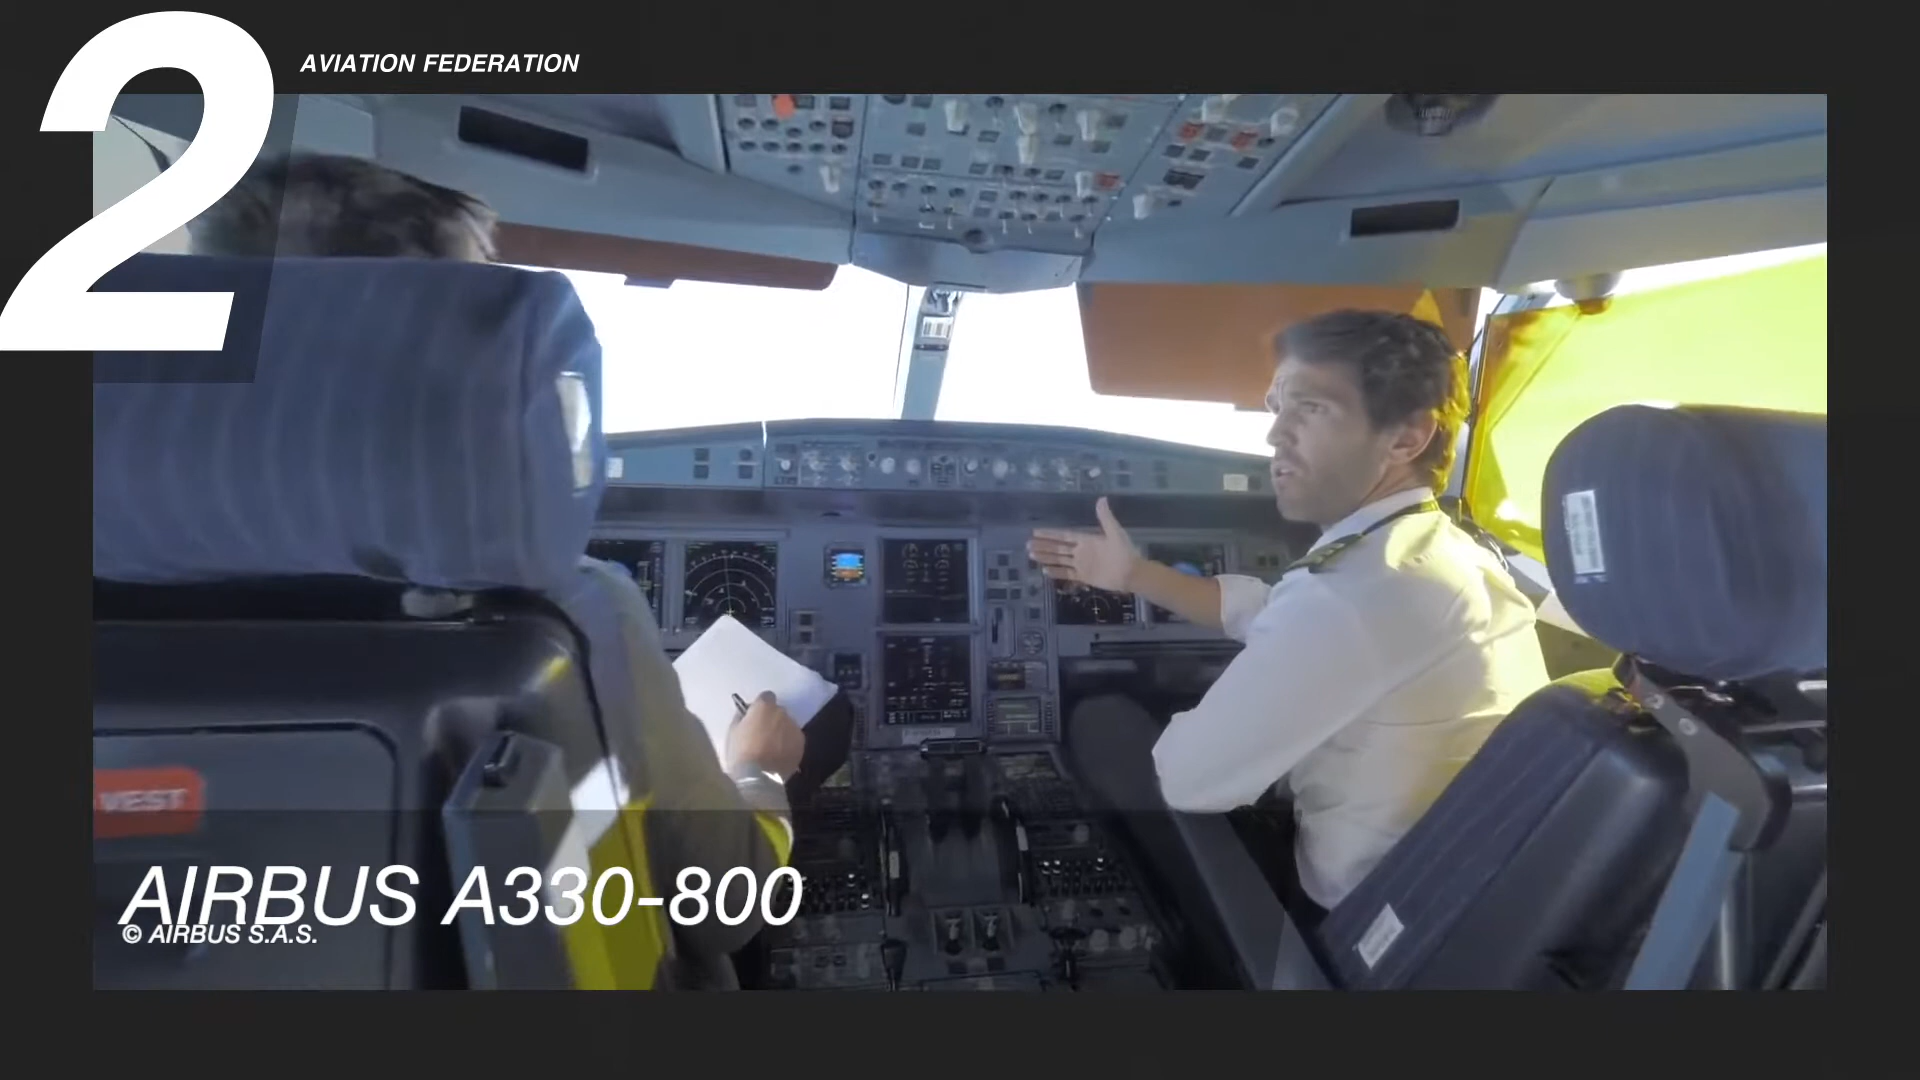 2
AVIATION FEDERATION
VEST
AIRBUS A330-800
© AIRBUS S.A.S.